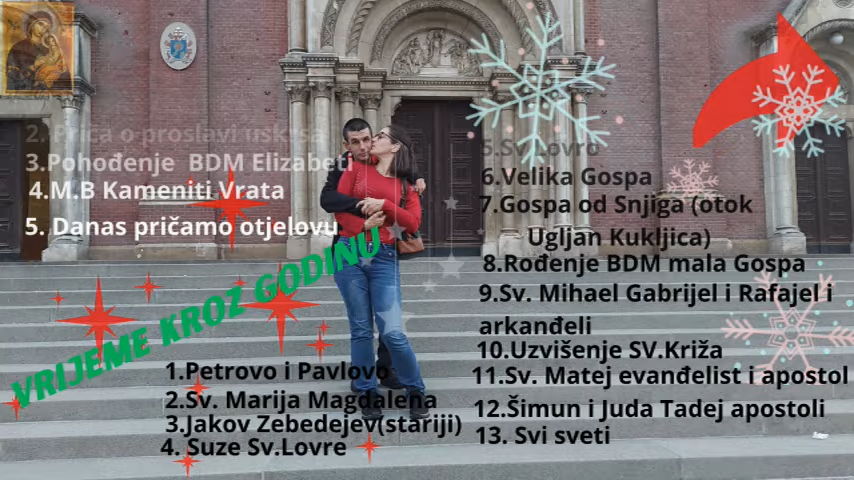 2. Priča o proslavi uskrsa
3.Pohođenje BDM Elizabeti
4.M.B Kameniti Vrata
5. Danas pričamo otjelovu
VRIJEME KROZ GODINU
1.Petrovo i Pavlovo
2.Sv. Marija Magdalena
3.Jakov Zebedejev(stariji)
4. Suze Sv.Lovre
5.Sv.Lovro
6.Velika Gospa
7.Gospa od Snjiga (otok
Ugljan Kukljica)
8.Rođenje BDM mala Gospa
9.Sv. Mihael Gabrijel i Rafajel i
arkanđeli
10.Uzvišenje SV.Križa
11.Sv. Matej evanđelist i apostol
12.Šimun i Juda Tadej apostoli
13. Svi sveti